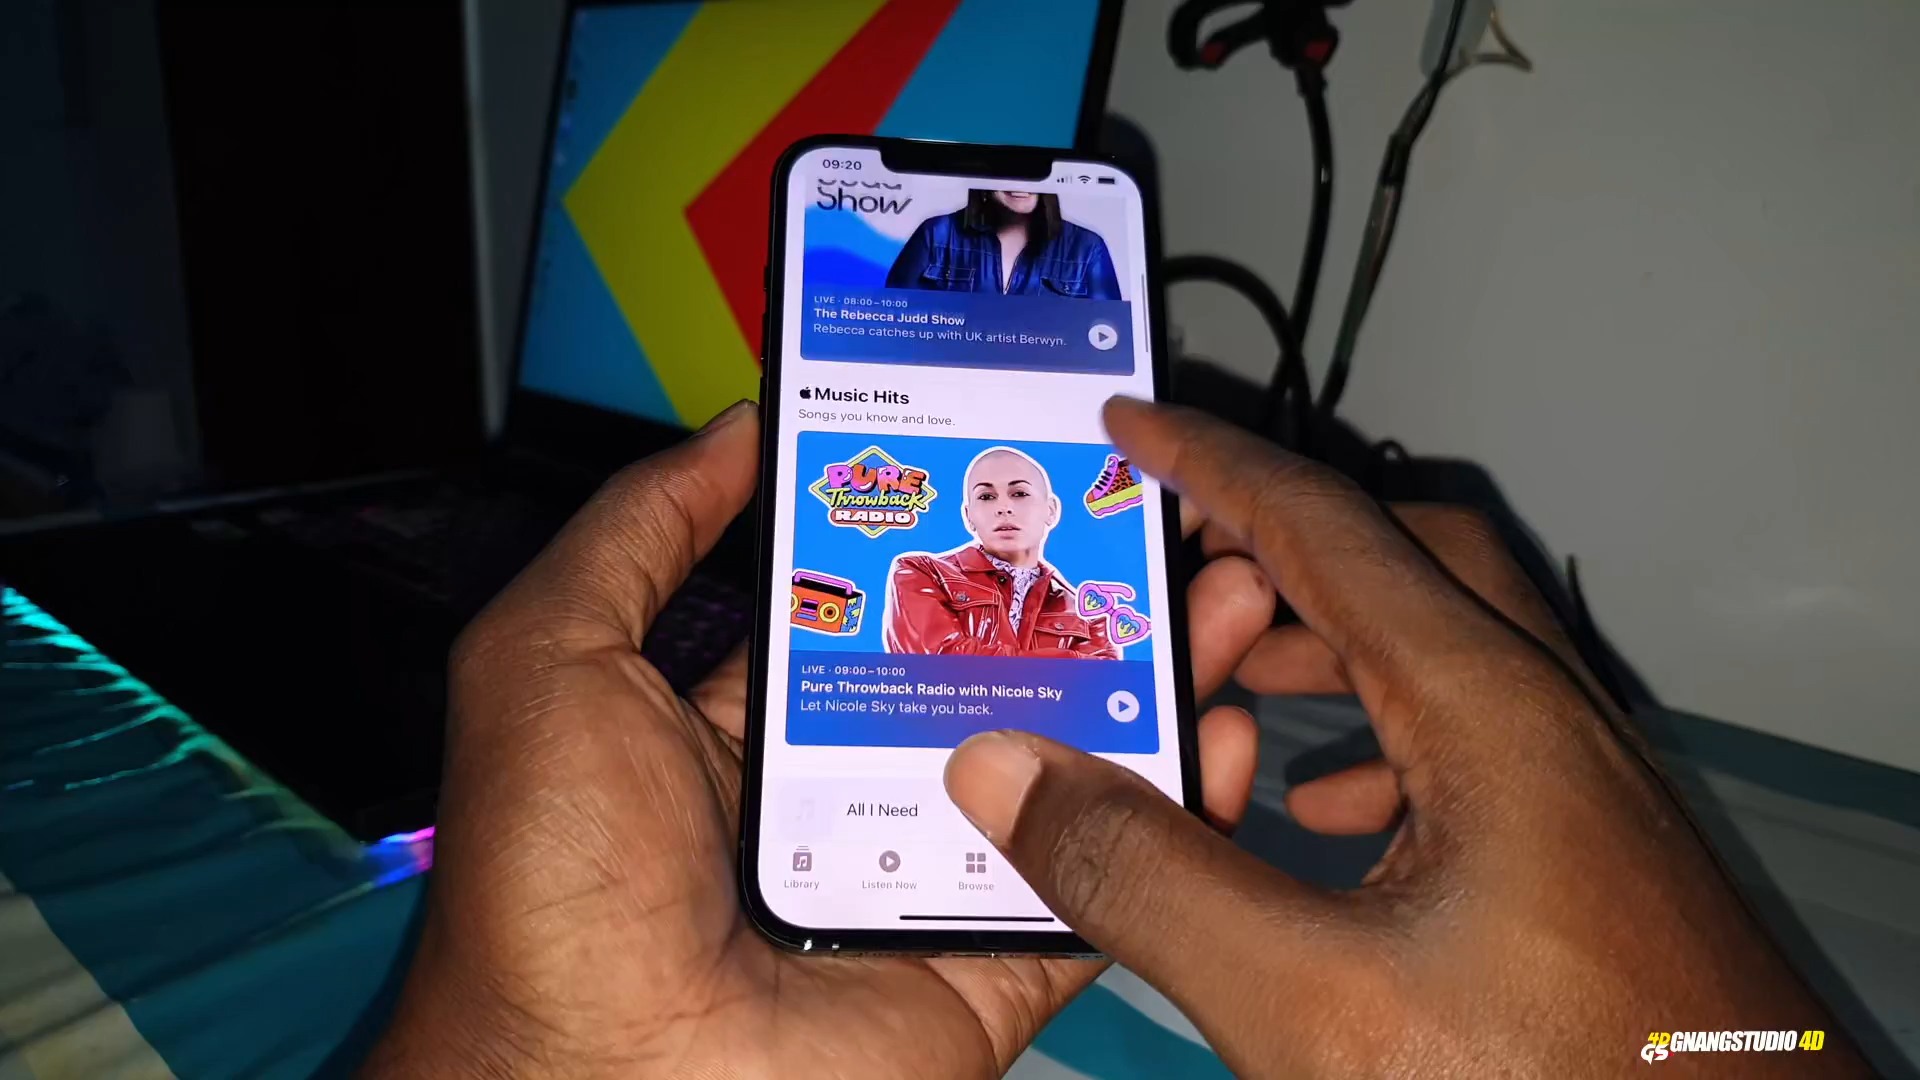 09:20
Show
LIVE · 08:00–10:00
The Rebecca Judd Show
Rebecca catches up with UK artist Berwyn.
Music Hits
Songs you know and love.
PURE
Throwback
RADIO
LIVE · 09:00–10:00
Pure Throwback Radio with Nicole Sky
Let Nicole Sky take you back.
All I Need
Library
Listen Now
Browse
4D
GS GNANGSTUDIO 4D